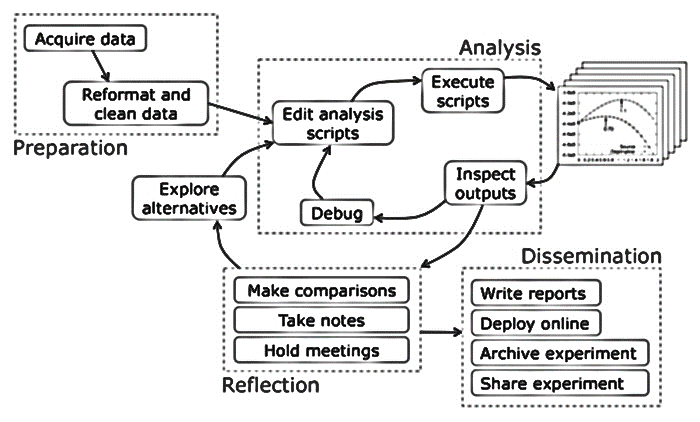 Acquire data
Reformat and
clean data
Preparation
Analysis
Edit analysis
scripts
Execute
scripts
Inspect
outputs
Debug
Explore
alternatives
Make comparisons
Take notes
Hold meetings
Reflection
Dissemination
Write reports
Deploy online
Archive experiment
Share experiment